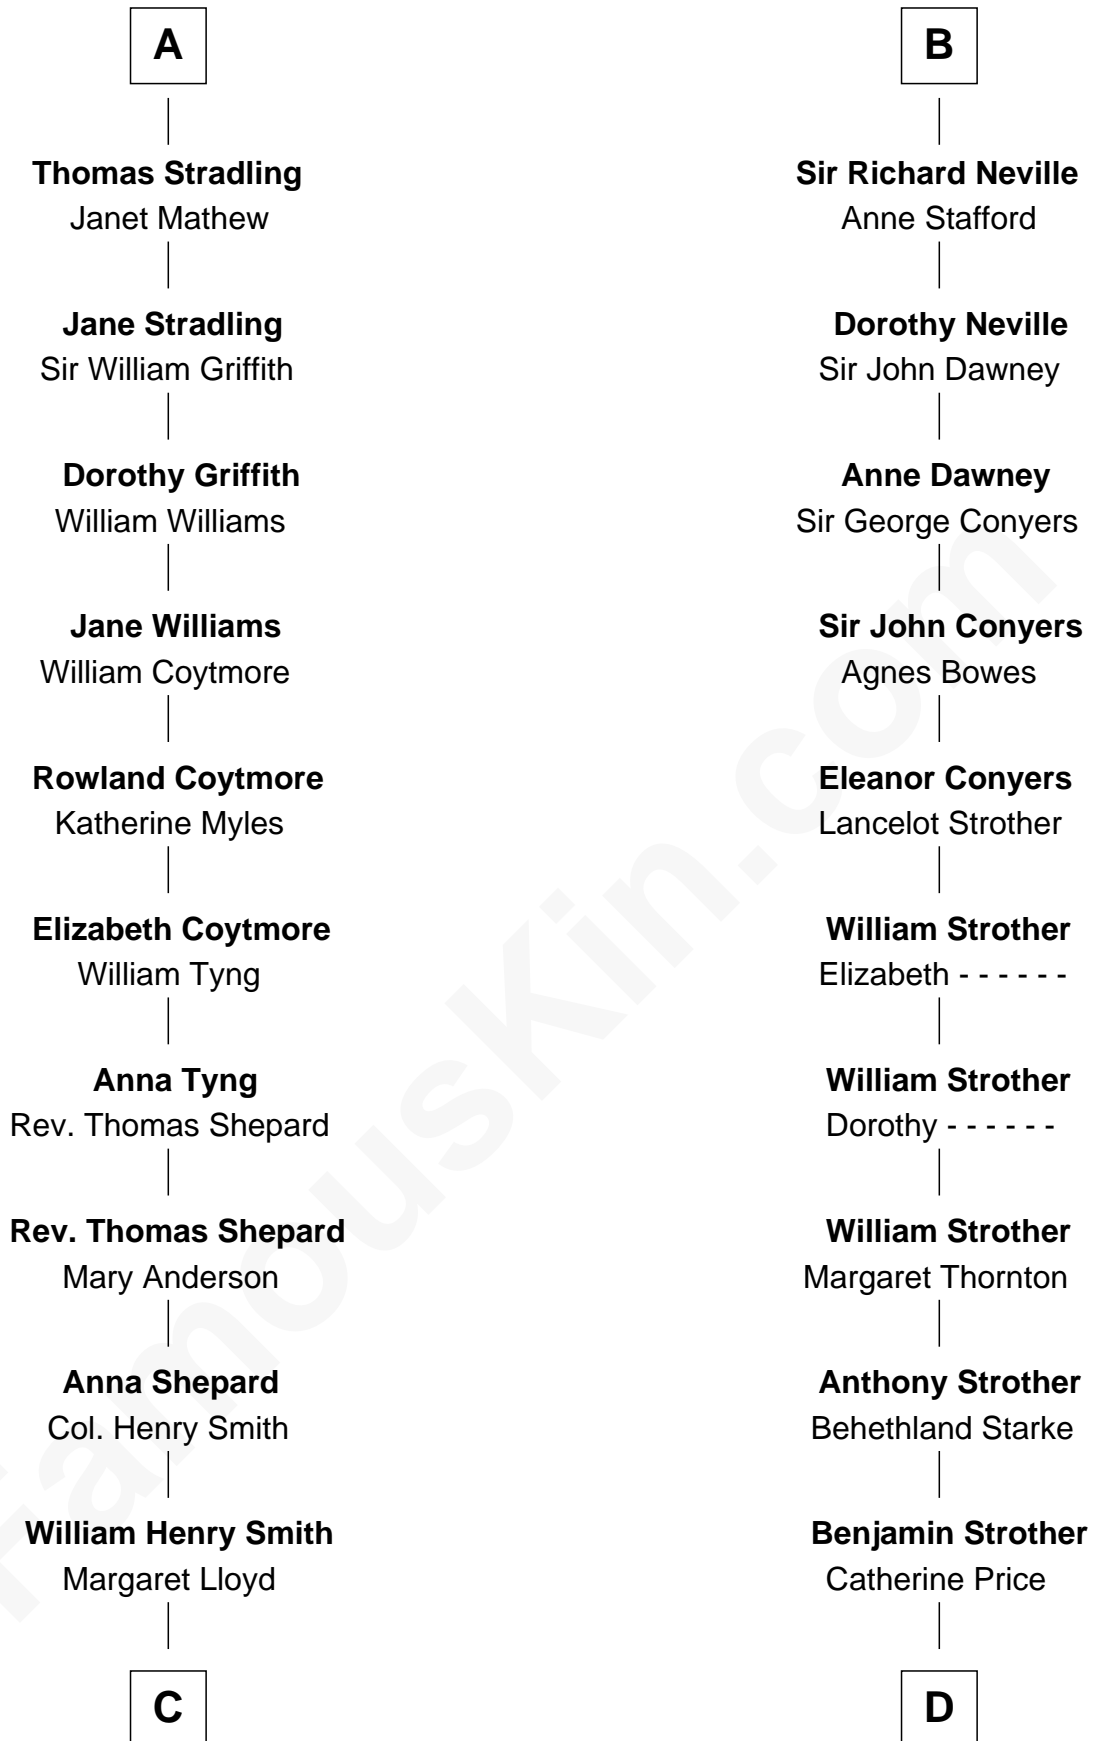 A
Thomas Stradling
Janet Mathew
Jane Stradling
Sir William Griffith
Dorothy Griffith
William Williams
Jane Williams
William Coytmore
Rowland Coytmore
Katherine Myles
Elizabeth Coytmore
William Tyng
Anna Tyng
Rev. Thomas Shepard
Rev. Thomas Shepard
Mary Anderson
Anna Shepard
Col. Henry Smith
William Henry Smith
Margaret Lloyd
C
B
Sir Richard Neville
Anne Stafford
Dorothy Neville
Sir John Dawney
Anne Dawney
Sir George Conyers
Sir John Conyers
Agnes Bowes
Eleanor Conyers
Lancelot Strother
William Strother
Elizabeth - - - - - -
William Strother
Dorothy - - - - - -
William Strother
Margaret Thornton
Anthony Strother
Behethland Starke
Benjamin Strother
Catherine Price
D
FamousKin.com